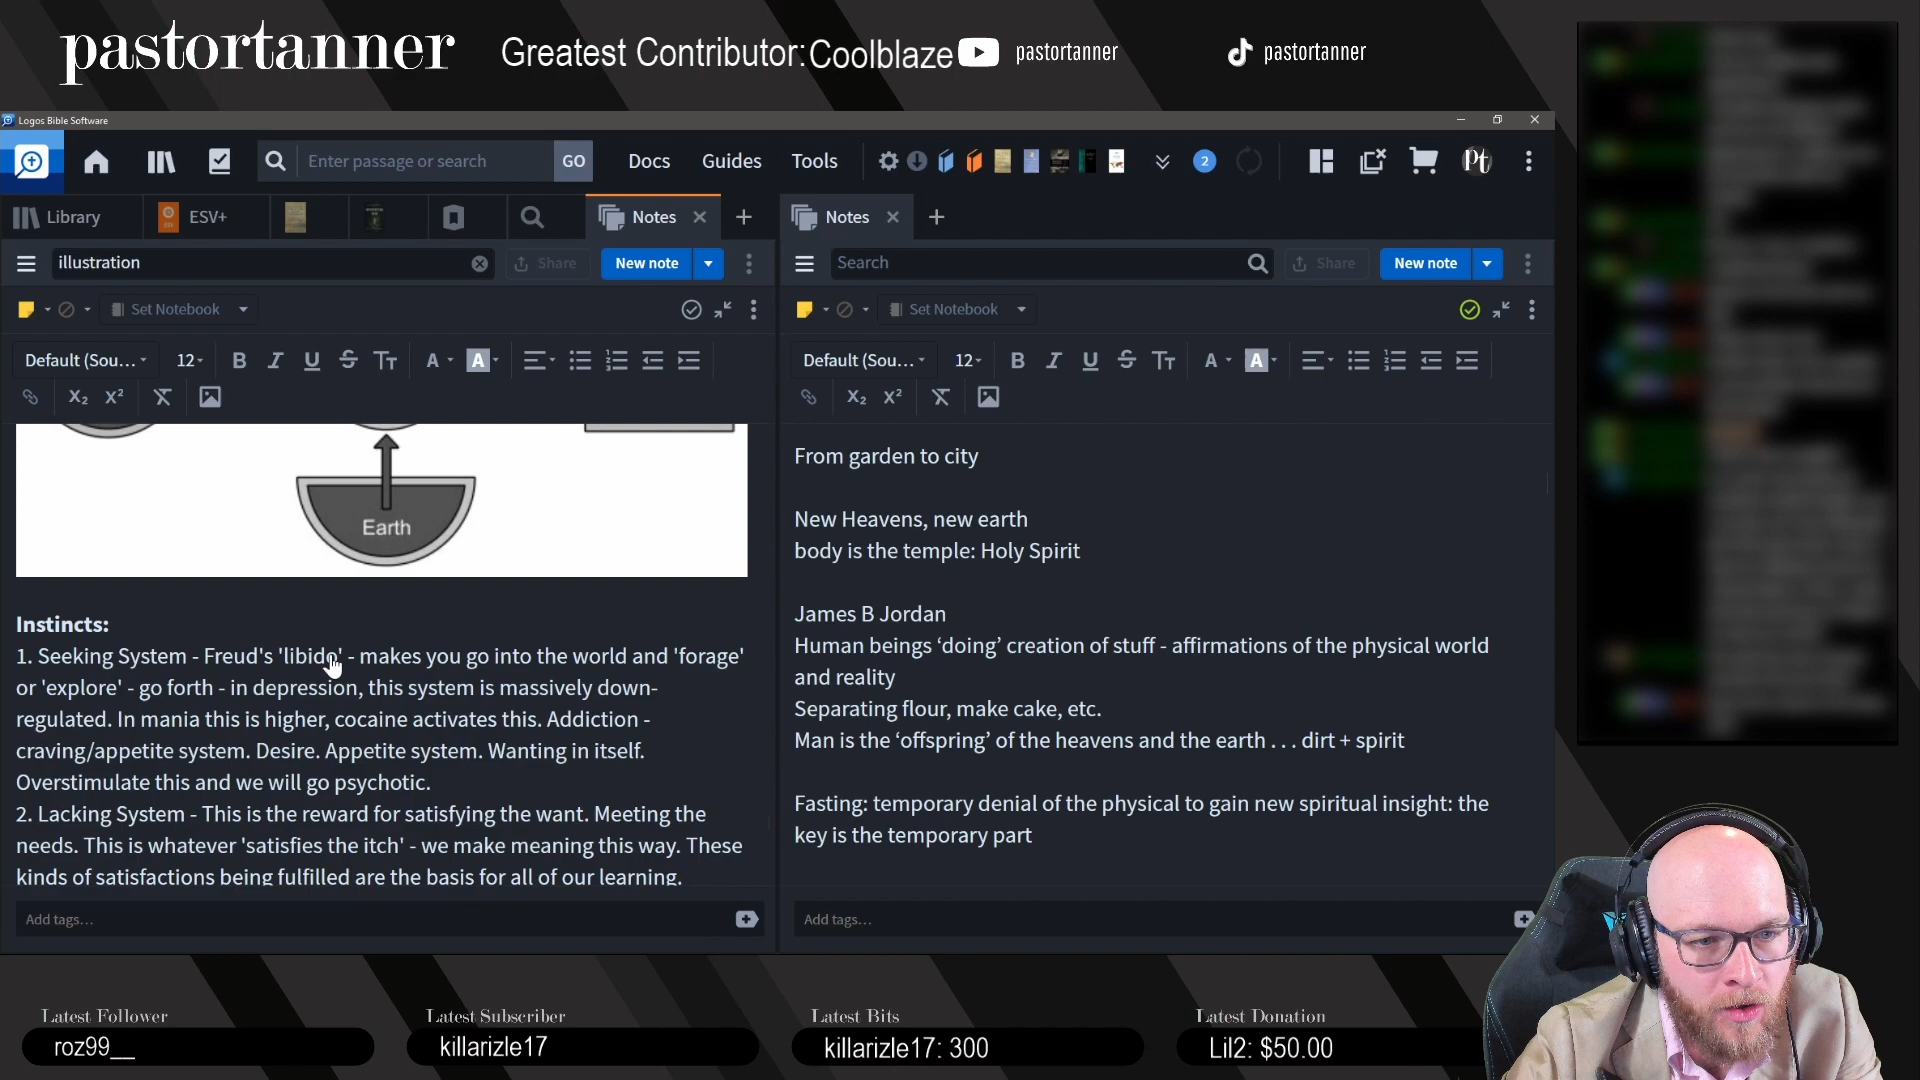 pastortanner
Greatest Contributor: Coolblaze
pastortanner
pastortanner
Logos Bible Software
Enter passage or search
GO
Docs
Guides
Tools
2
Pt
Library
ESV+
Notes
Notes
illustration
Share
New note
Search
Share
New note
Set Notebook
Set Notebook
Default (Sou...
12
B I U S TT A A
X₂ X²
Default (Sou...
12
B I U S TT A A
X₂ X²
Earth
Instincts:
1. Seeking System - Freud's 'libido' - makes you go into the world and 'forage'
or 'explore' - go forth - in depression, this system is massively down-
regulated. In mania this is higher, cocaine activates this. Addiction -
craving/appetite system. Desire. Appetite system. Wanting in itself.
Overstimulate this and we will go psychotic.
2. Lacking System - This is the reward for satisfying the want. Meeting the
needs. This is whatever 'satisfies the itch' - we make meaning this way. These
kinds of satisfactions being fulfilled are the basis for all of our learning.
Add tags...
From garden to city
New Heavens, new earth
body is the temple: Holy Spirit
James B Jordan
Human beings ‘doing’ creation of stuff - affirmations of the physical world
and reality
Separating flour, make cake, etc.
Man is the ‘offspring’ of the heavens and the earth . . . dirt + spirit
Fasting: temporary denial of the physical to gain new spiritual insight: the
key is the temporary part
Add tags...
Latest Follower
roz99__
Latest Subscriber
killarizle17
Latest Bits
killarizle17: 300
Latest Donation
Lil2: $50.00